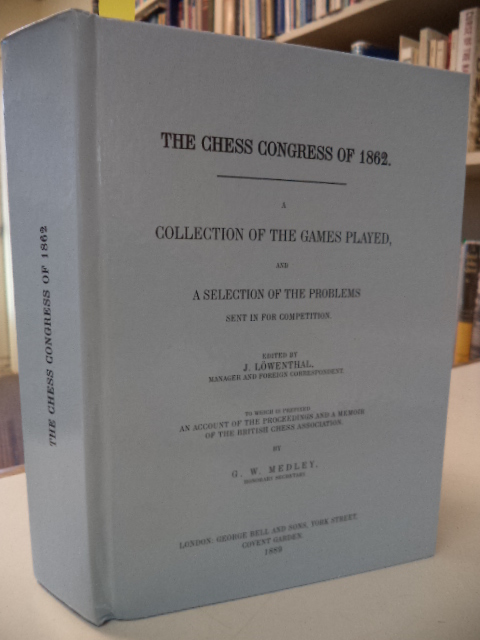 THE CHESS CONGRESS OF 1862
THE CHESS CONGRESS OF 1862.
A
COLLECTION OF THE GAMES PLAYED,
AND
A SELECTION OF THE PROBLEMS
SENT IN FOR COMPETITION.
EDITED BY
J. LÖWENTHAL,
MANAGER AND FOREIGN CORRESPONDENT
TO WHICH IS PREFIXED
AN ACCOUNT OF THE PROCEEDINGS AND A MEMOIR
OF THE BRITISH CHESS ASSOCIATION.
BY
G. W. MEDLEY,
HONORARY SECRETARY
LONDON: GEORGE BELL AND SONS, YORK STREET,
COVENT GARDEN.
1889